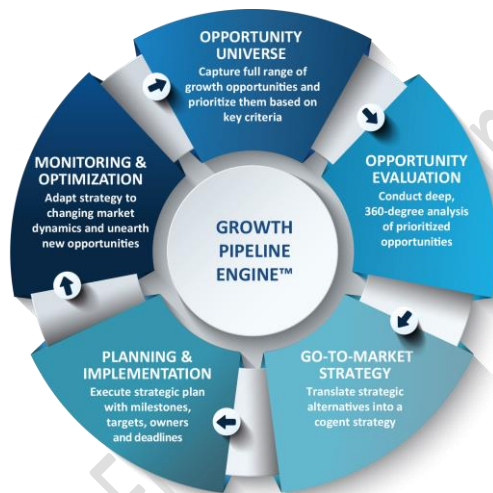 OPPORTUNITY
UNIVERSE
Capture full range of
growth opportunities and
prioritize them based on
key criteria
OPPORTUNITY
EVALUATION
Conduct deep,
360-degree analysis
of prioritized
opportunities
GO-TO-MARKET
STRATEGY
Translate strategic
alternatives into a
cogent strategy
PLANNING &
IMPLEMENTATION
Execute strategic plan
with milestones,
targets, owners
and deadlines
MONITORING &
OPTIMIZATION
Adapt strategy to
changing market
dynamics and unearth
new opportunities
GROWTH
PIPELINE
ENGINE™